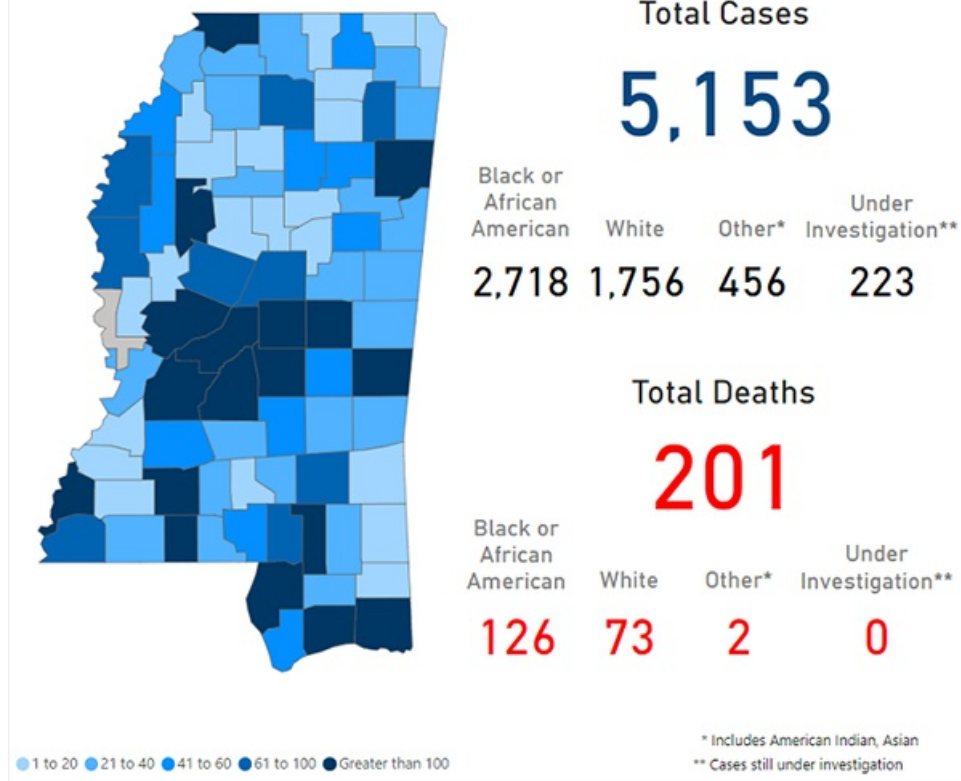 Total Cases
5,153
Black or
African
American
White
Other*
Under
Investigation**
2,718
1,756
456
223
Total Deaths
201
Black or
African
American
White
Other*
Under
Investigation**
126
73
2
0
1 to 20
21 to 40
41 to 60
61 to 100
Greater than 100
* Includes American Indian, Asian
** Cases still under investigation